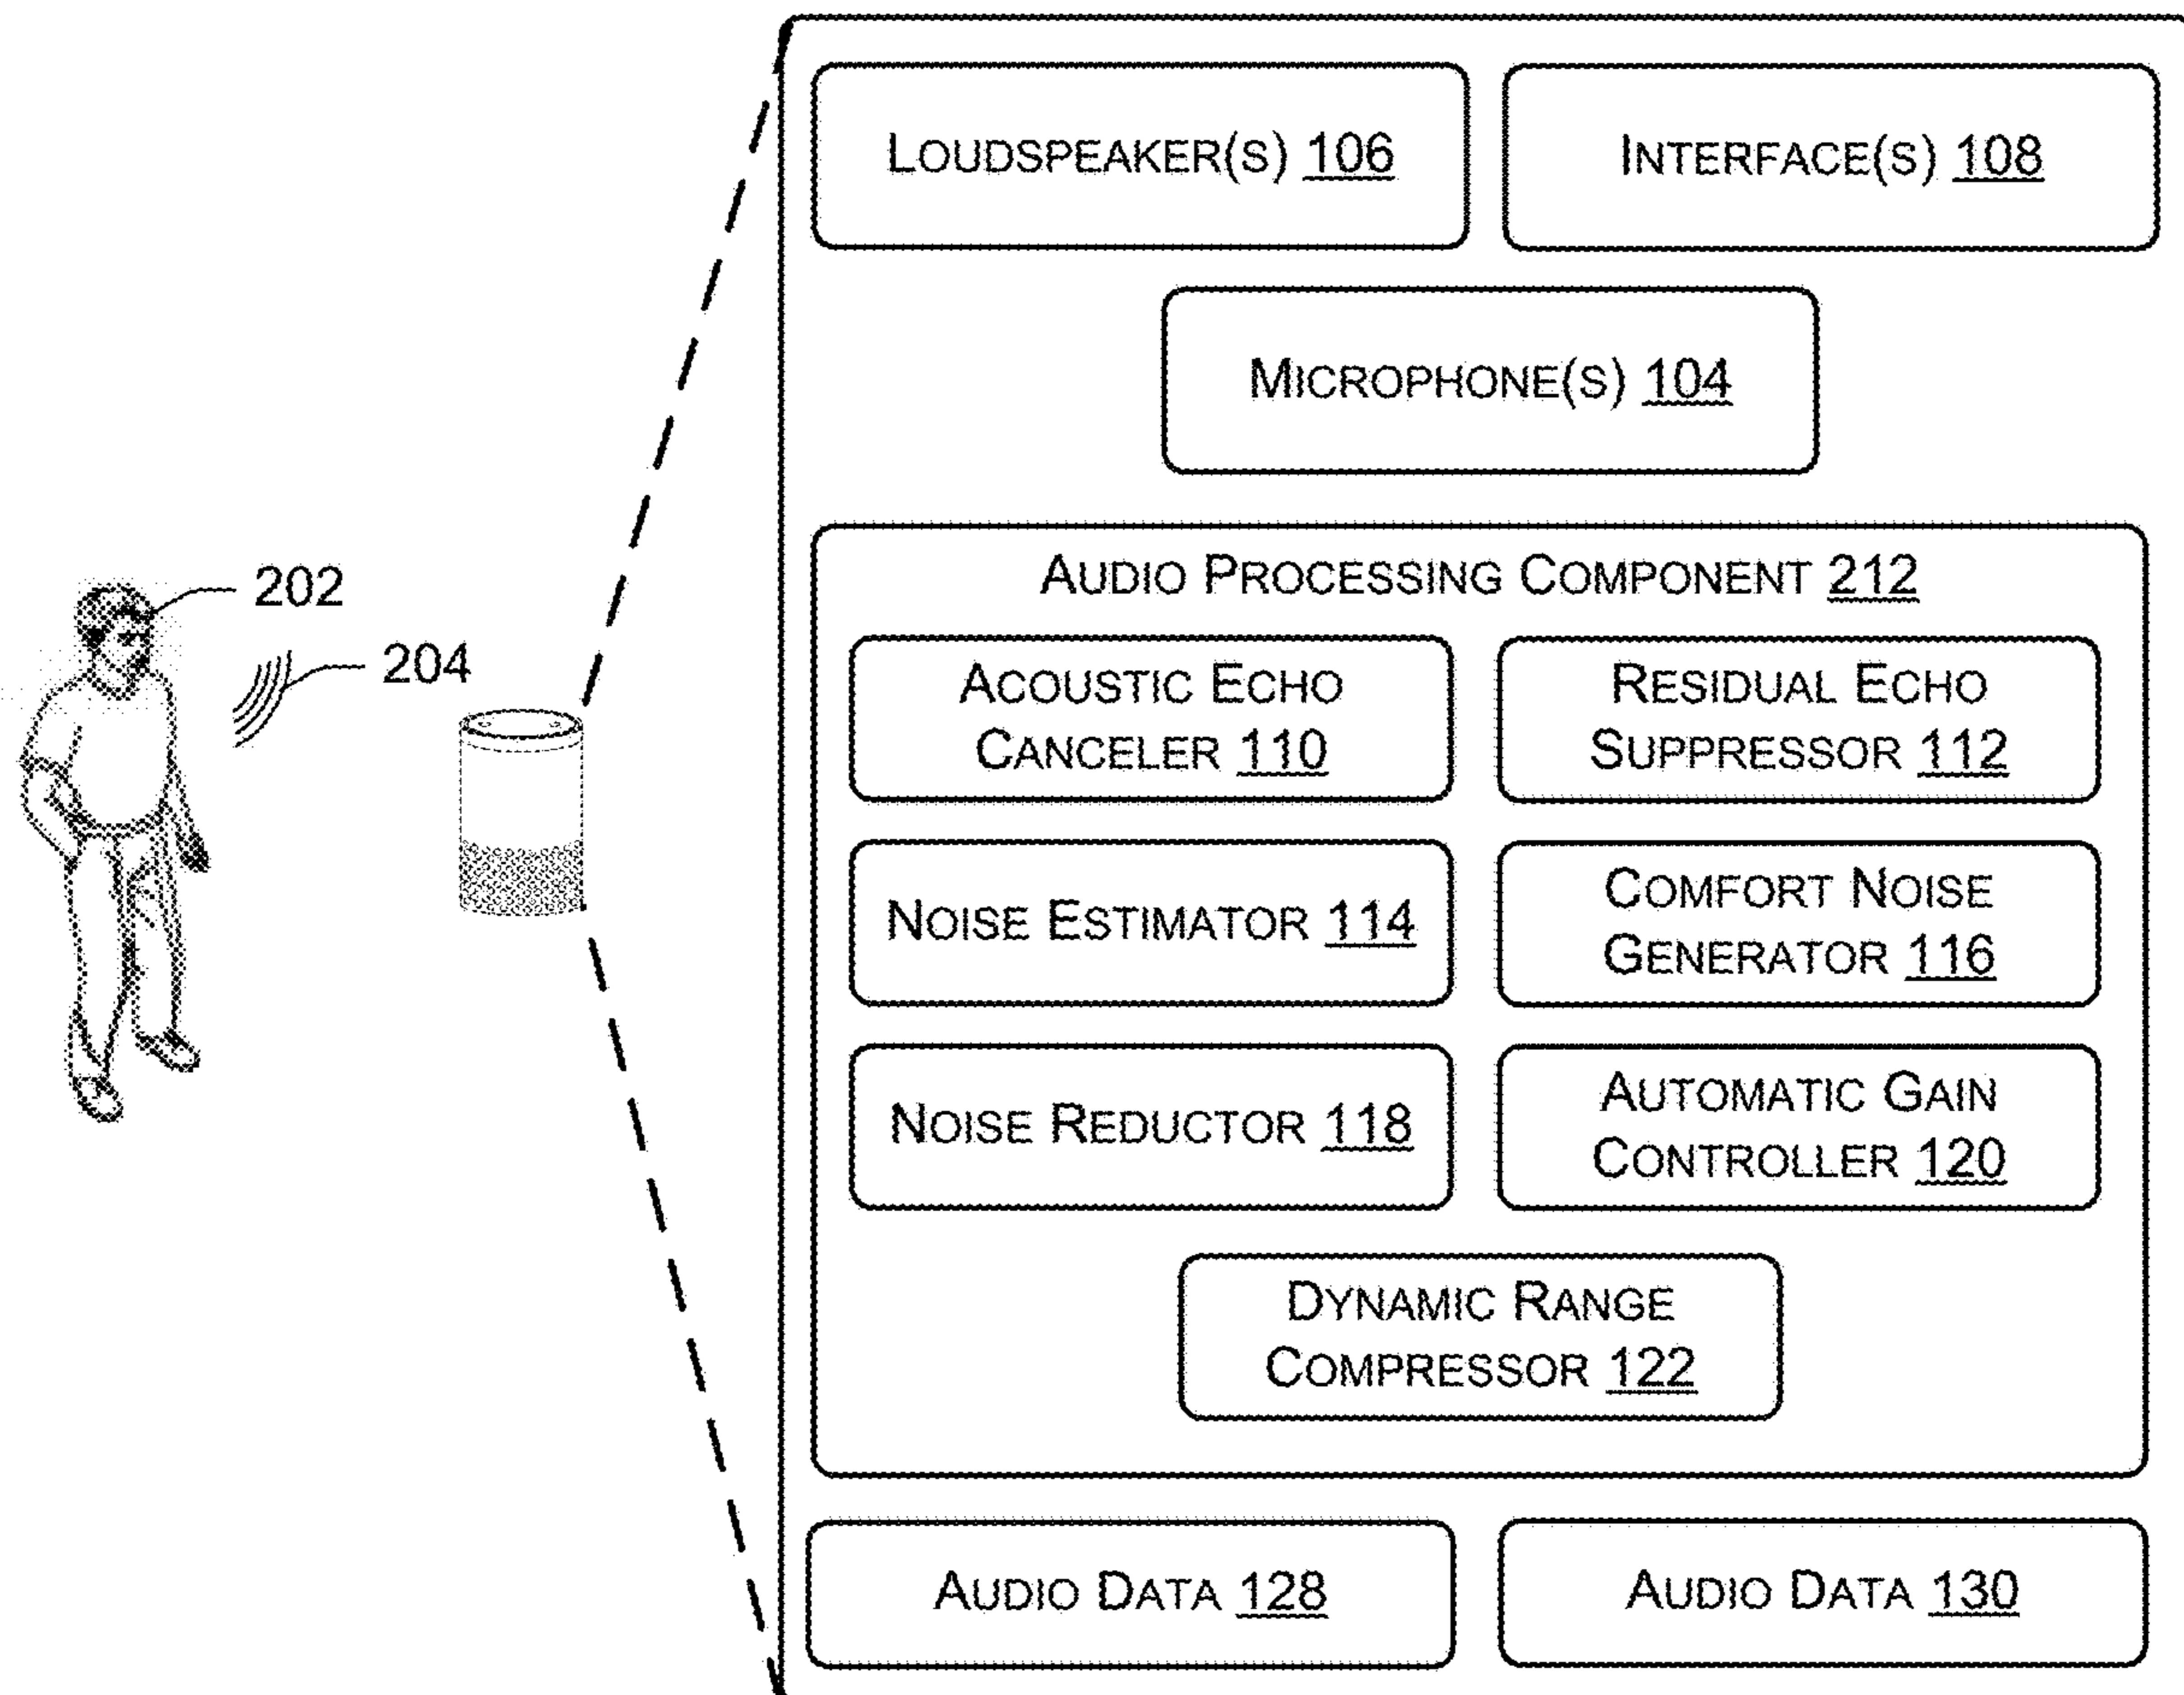 LOUDSPEAKER(S) 106
INTERFACE(S) 108
MICROPHONE(S) 104
202
204
AUDIO PROCESSING COMPONENT 212
ACOUSTIC ECHO
CANCELER 110
RESIDUAL ECHO
SUPPRESSOR 112
NOISE ESTIMATOR 114
COMFORT NOISE
GENERATOR 116
NOISE REDUCTOR 118
AUTOMATIC GAIN
CONTROLLER 120
DYNAMIC RANGE
COMPRESSOR 122
AUDIO DATA 128
AUDIO DATA 130